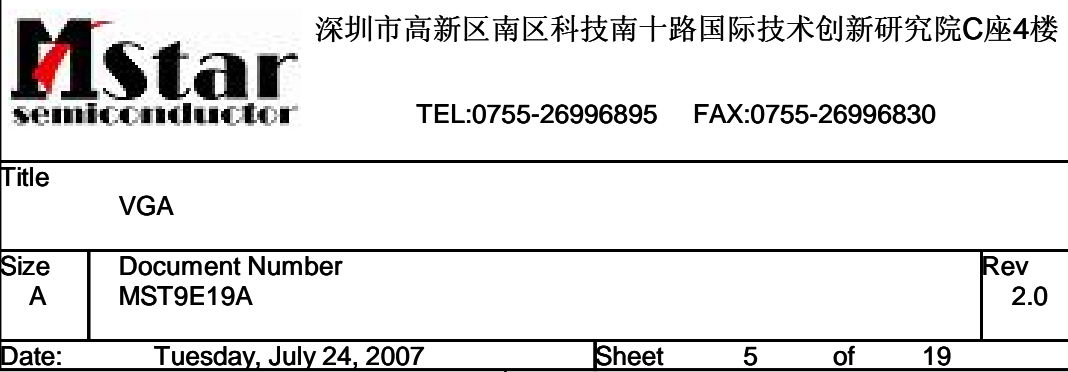 MStar
semiconductor
深圳市高新区南区科技南十路国际技术创新研究院C座4楼
TEL:0755-26996895 FAX:0755-26996830
Title
VGA
Size Document Number Rev
A MST9E19A 2.0
Date: Tuesday, July 24, 2007 Sheet 5 of 19